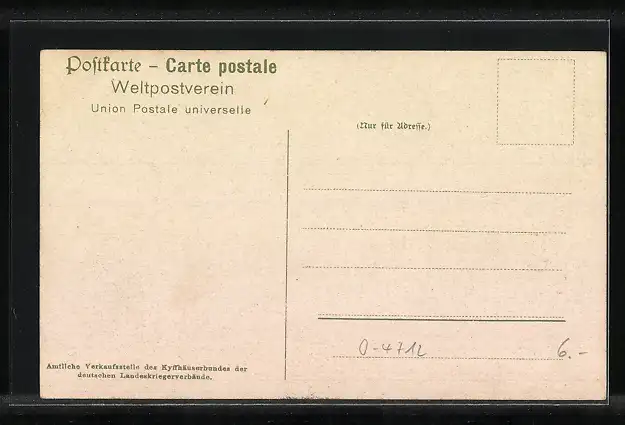 Postkarte – Carte postale
Weltpostverein
Union Postale universelle
(Nur für Adresse.)
Amtliche Verkaufsstelle des Kyffhäuserbundes der
deutschen Landeskriegerverbände.
0-4712
6.-